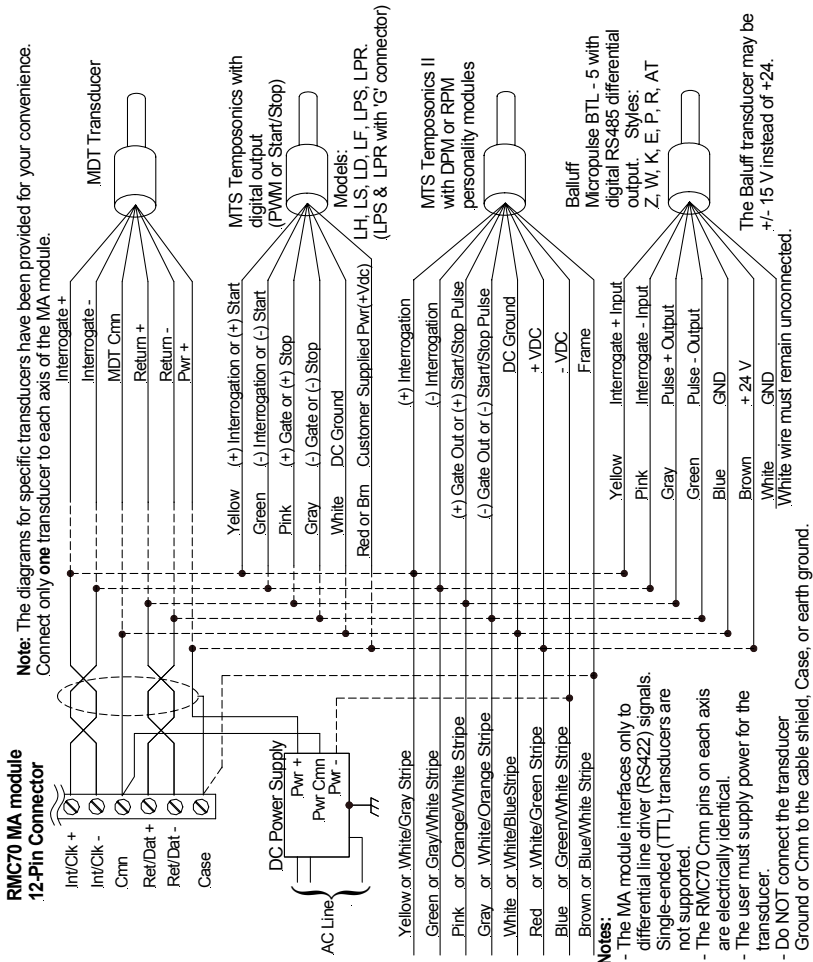 RMC70 MA module
12-Pin Connector
Note: The diagrams for specific transducers have been provided for your convenience.
Connect only one transducer to each axis of the MA module.
Int/Clk +
Int/Clk -
Cmn
Ret/Dat +
Ret/Dat -
Case
DC Power Supply
Pwr +
Pwr Cmn
Pwr -
AC Line
Interrogate +
Interrogate -
MDT Cmn
Return +
Return -
Pwr +
MDT Transducer
Yellow (+) Interrogation or (+) Start
Green (-) Interrogation or (-) Start
Pink (+) Gate or (+) Stop
Gray (-) Gate or (-) Stop
White DC Ground
Red or Brn Customer Supplied Pwr(+Vdc)
MTS Temposonics with
digital output
(PWM or Start/Stop)
Models:
LH, LS, LD, LF, LPS, LPR.
(LPS & LPR with 'G' connector)
Yellow or White/Gray Stripe (+) Interrogation
Green or Gray/White Stripe (-) Interrogation
Pink or Orange/White Stripe (+) Gate Out or (+) Start/Stop Pulse
Gray or White/Orange Stripe (-) Gate Out or (-) Start/Stop Pulse
White or White/BlueStripe DC Ground
Red or White/Green Stripe + VDC
Blue or Green/White Stripe - VDC
Brown or Blue/White Stripe Frame
MTS Temposonics II
with DPM or RPM
personality modules
Yellow Interrogate + Input
Pink Interrogate - Input
Gray Pulse + Output
Green Pulse - Output
Blue GND
Brown + 24 V
White GND
White wire must remain unconnected.
Balluff
Micropulse BTL - 5 with
digital RS485 differential
output. Styles:
Z, W, K, E, P, R, AT
The Baluff transducer may be
+/- 15 V instead of +24.
Notes:
- The MA module interfaces only to
differential line driver (RS422) signals.
Single-ended (TTL) transducers are
not supported.
- The RMC70 Cmn pins on each axis
are electrically identical.
- The user must supply power for the
transducer.
- Do NOT connect the transducer
Ground or Cmn to the cable shield, Case, or earth ground.